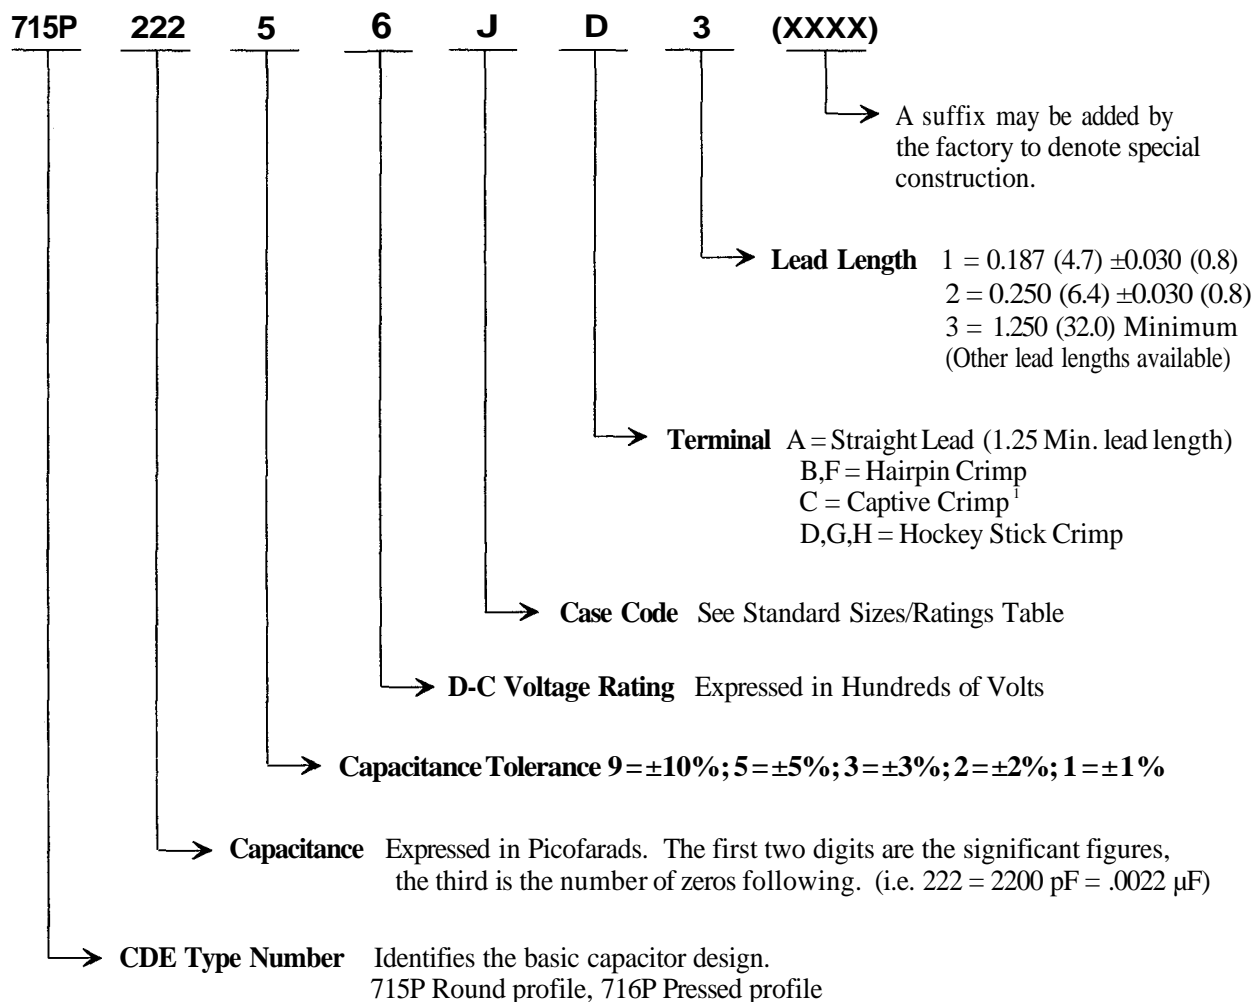 715P 222 5 6 J D 3 (XXXX)
A suffix may be added by
the factory to denote special
construction.
Lead Length 1 = 0.187 (4.7) ±0.030 (0.8)
2 = 0.250 (6.4) ±0.030 (0.8)
3 = 1.250 (32.0) Minimum
(Other lead lengths available)
Terminal A = Straight Lead (1.25 Min. lead length)
B,F = Hairpin Crimp
C = Captive Crimp 1
D,G,H = Hockey Stick Crimp
Case Code See Standard Sizes/Ratings Table
D-C Voltage Rating Expressed in Hundreds of Volts
Capacitance Tolerance 9=±10%; 5=±5%; 3=±3%; 2=±2%; 1=±1%
Capacitance Expressed in Picofarads. The first two digits are the significant figures,
the third is the number of zeros following. (i.e. 222 = 2200 pF = .0022 μF)
CDE Type Number Identifies the basic capacitor design.
715P Round profile, 716P Pressed profile